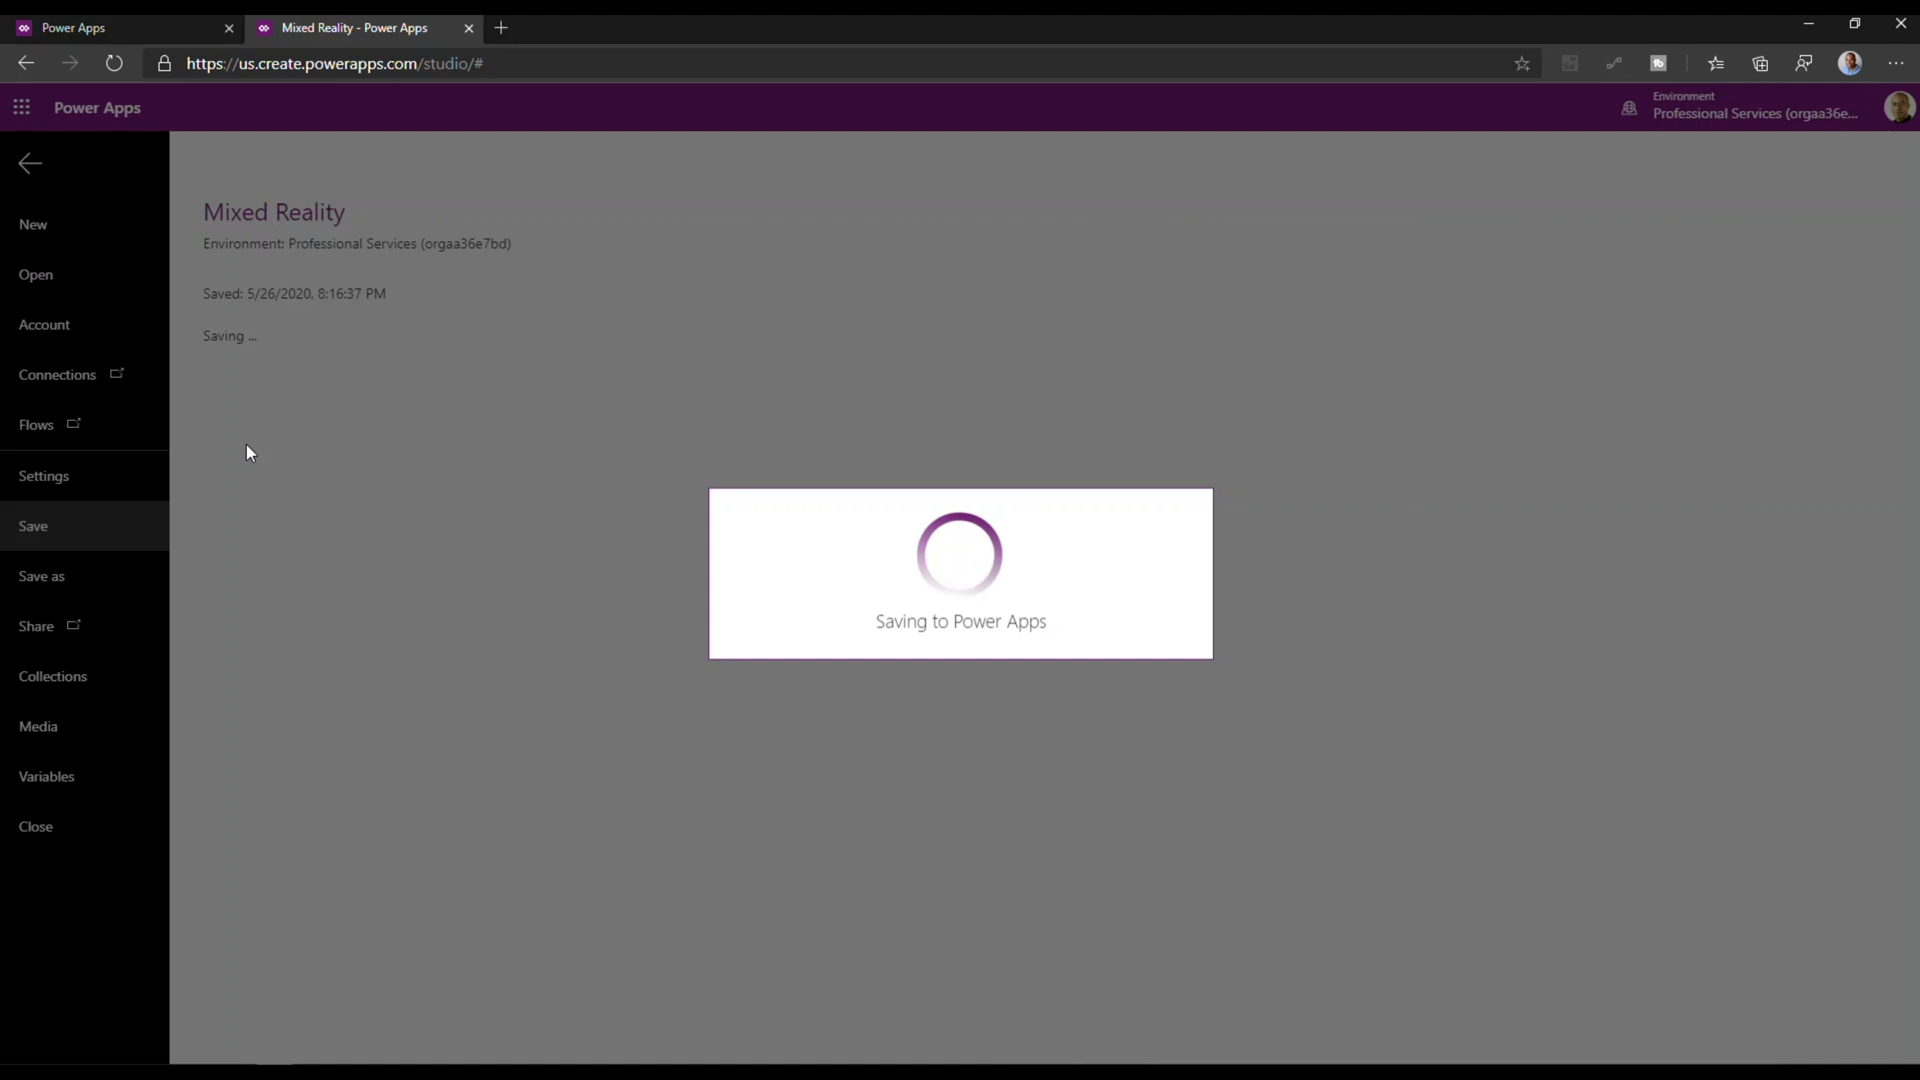 Power Apps
Mixed Reality - Power Apps
https://us.create.powerapps.com/studio/#
Power Apps
Environment
Professional Services (orgaa36e...
New
Open
Account
Connections
Flows
Settings
Save
Save as
Share
Collections
Media
Variables
Close
Mixed Reality
Environment: Professional Services (orgaa36e7bd)
Saved: 5/26/2020, 8:16:37 PM
Saving ...
Saving to Power Apps